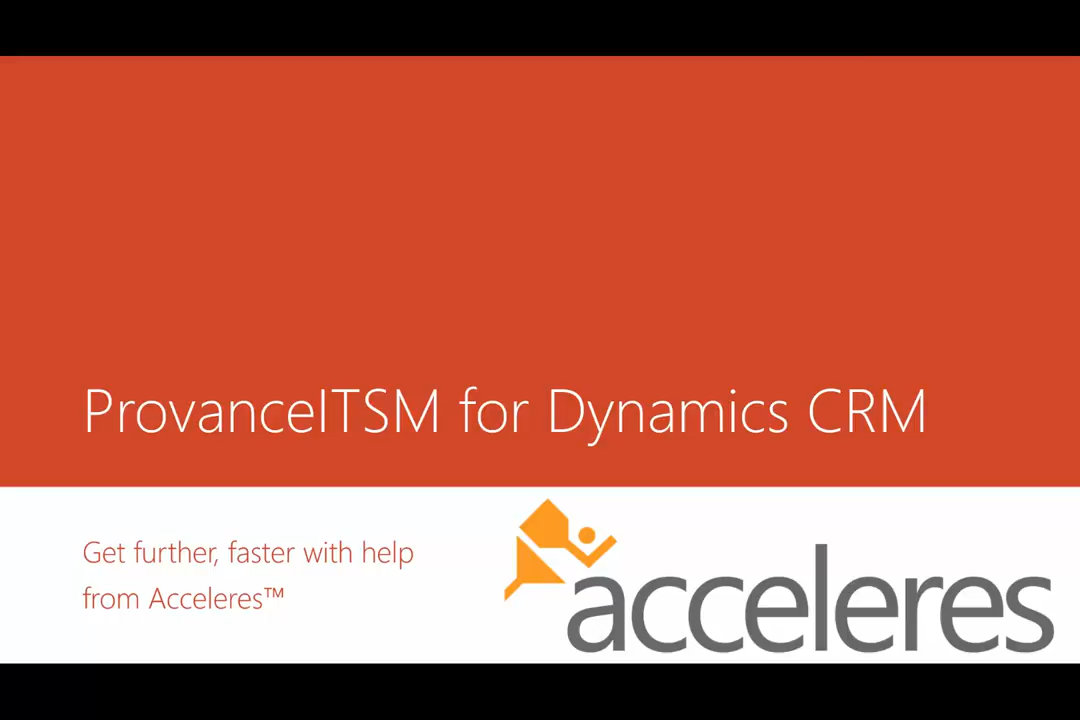 ProvanceITSM for Dynamics CRM
Get further, faster with help
from Acceleres™
acceleres